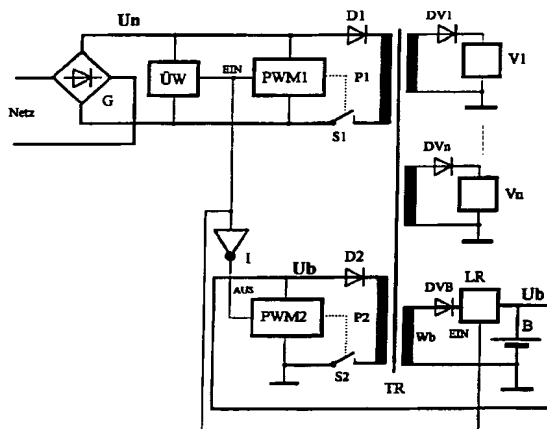 Un
D1
DV1
ÜW
EIN
PWM1
P1
V1
G
Netz
S1
DVn
Vn
I
Ub
D2
DVB
LR
Ub
AUS
PWM2
P2
Wb
EIN
B
S2
TR